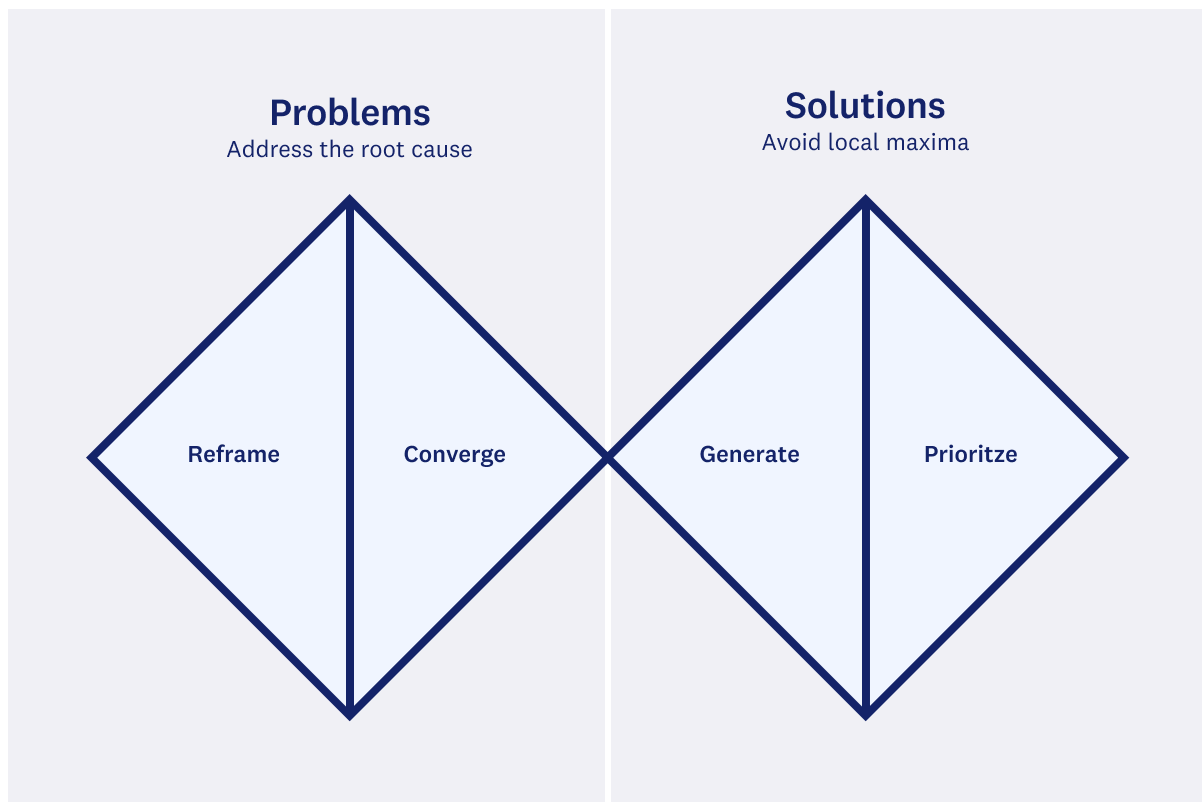 Problems
Address the root cause
Solutions
Avoid local maxima
Reframe
Converge
Generate
Prioritze